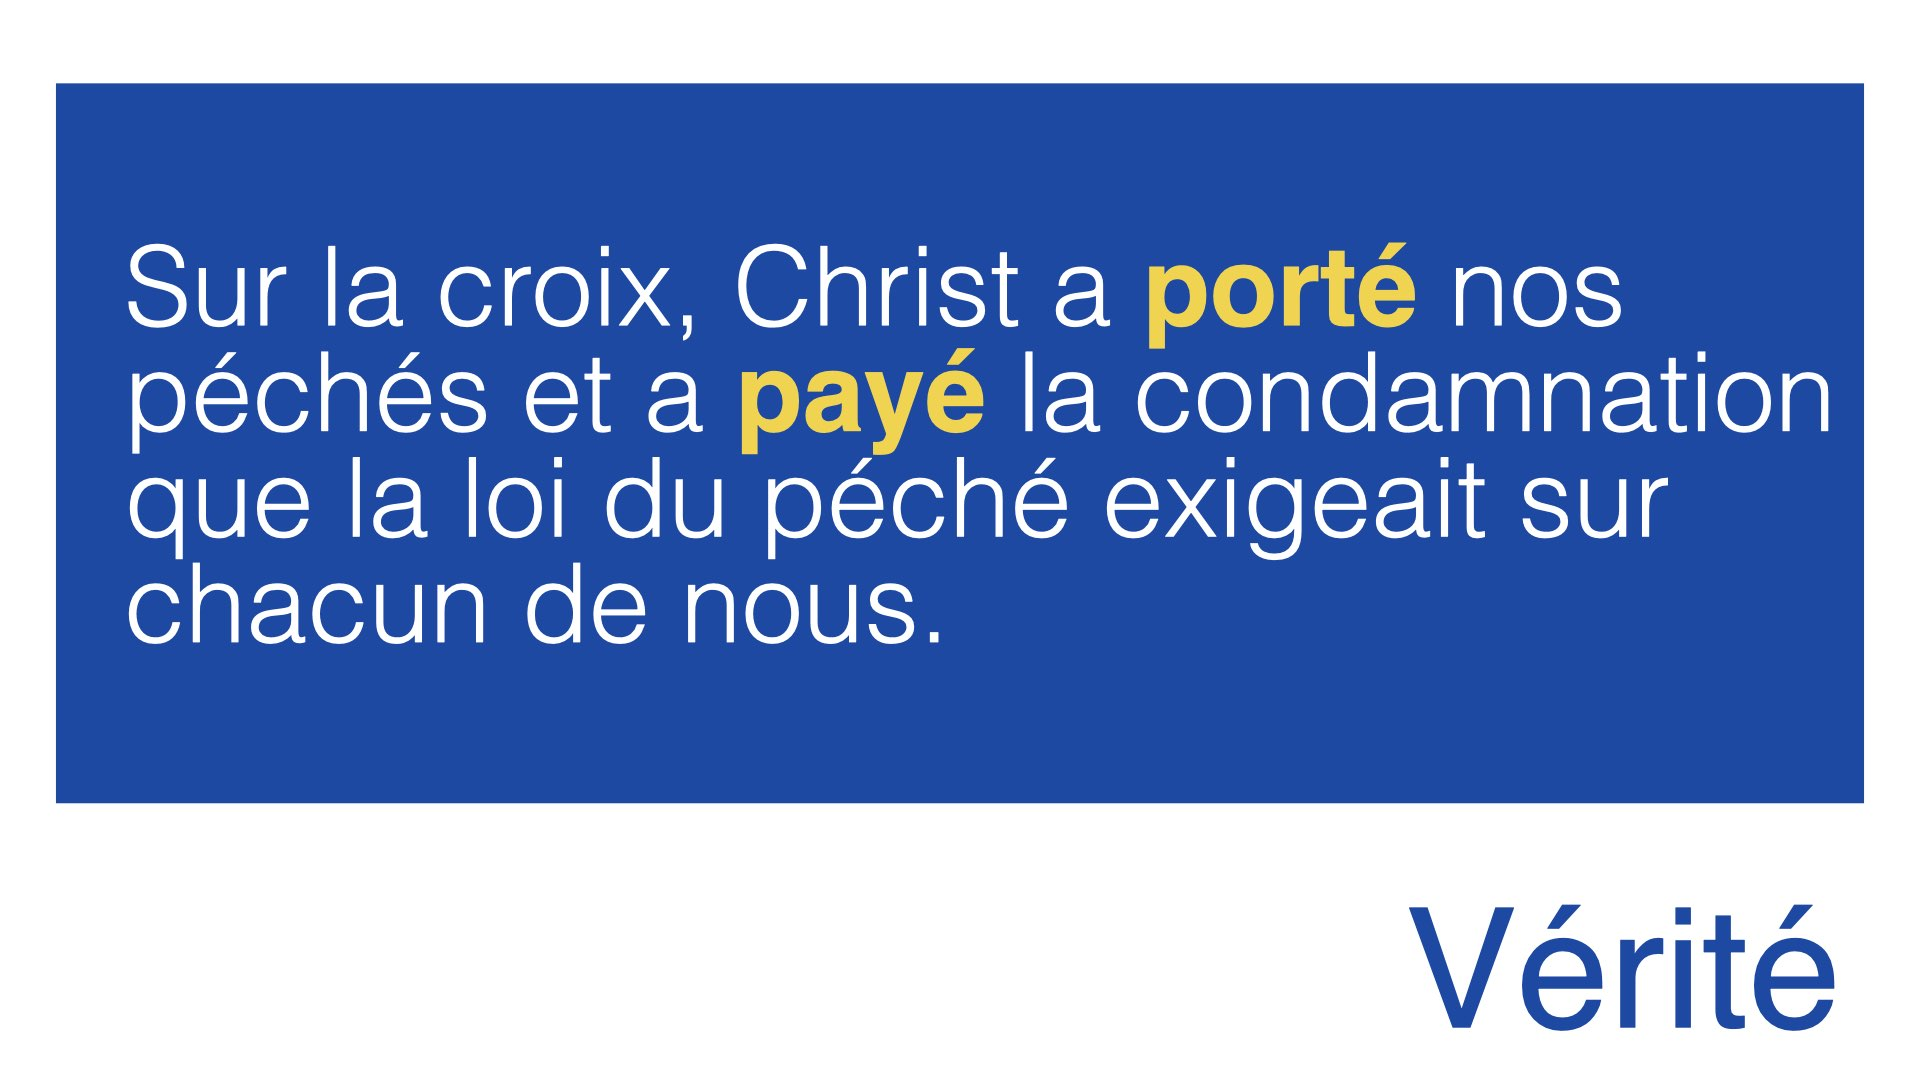 Sur la croix, Christ a porté nos
péchés et a payé la condamnation
que la loi du péché exigeait sur
chacun de nous.
Vérité